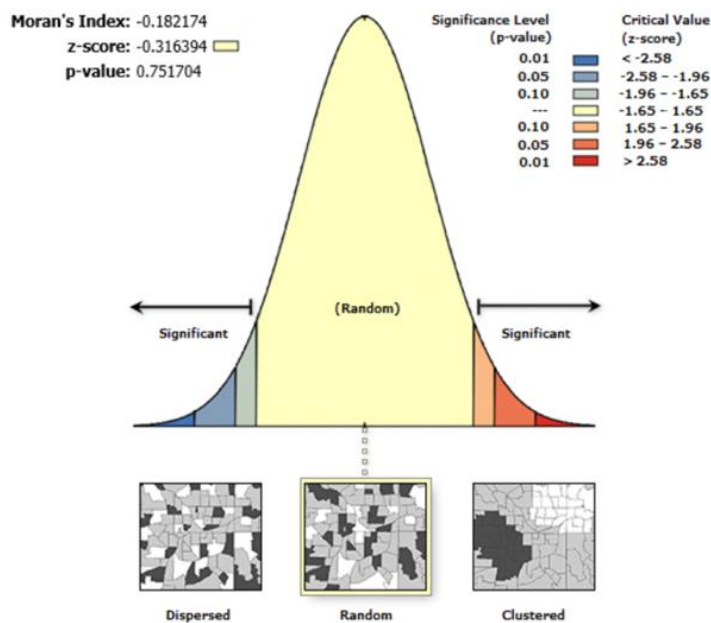 Moran's Index: -0.182174
z-score: -0.316394
p-value: 0.751704
Significance Level
(p-value)
Critical Value
(z-score)
0.01 < -2.58
0.05 -2.58 – -1.96
0.10 -1.96 – -1.65
--- -1.65 – 1.65
0.10 1.65 – 1.96
0.05 1.96 – 2.58
0.01 > 2.58
(Random)
Significant
Significant
Dispersed
Random
Clustered